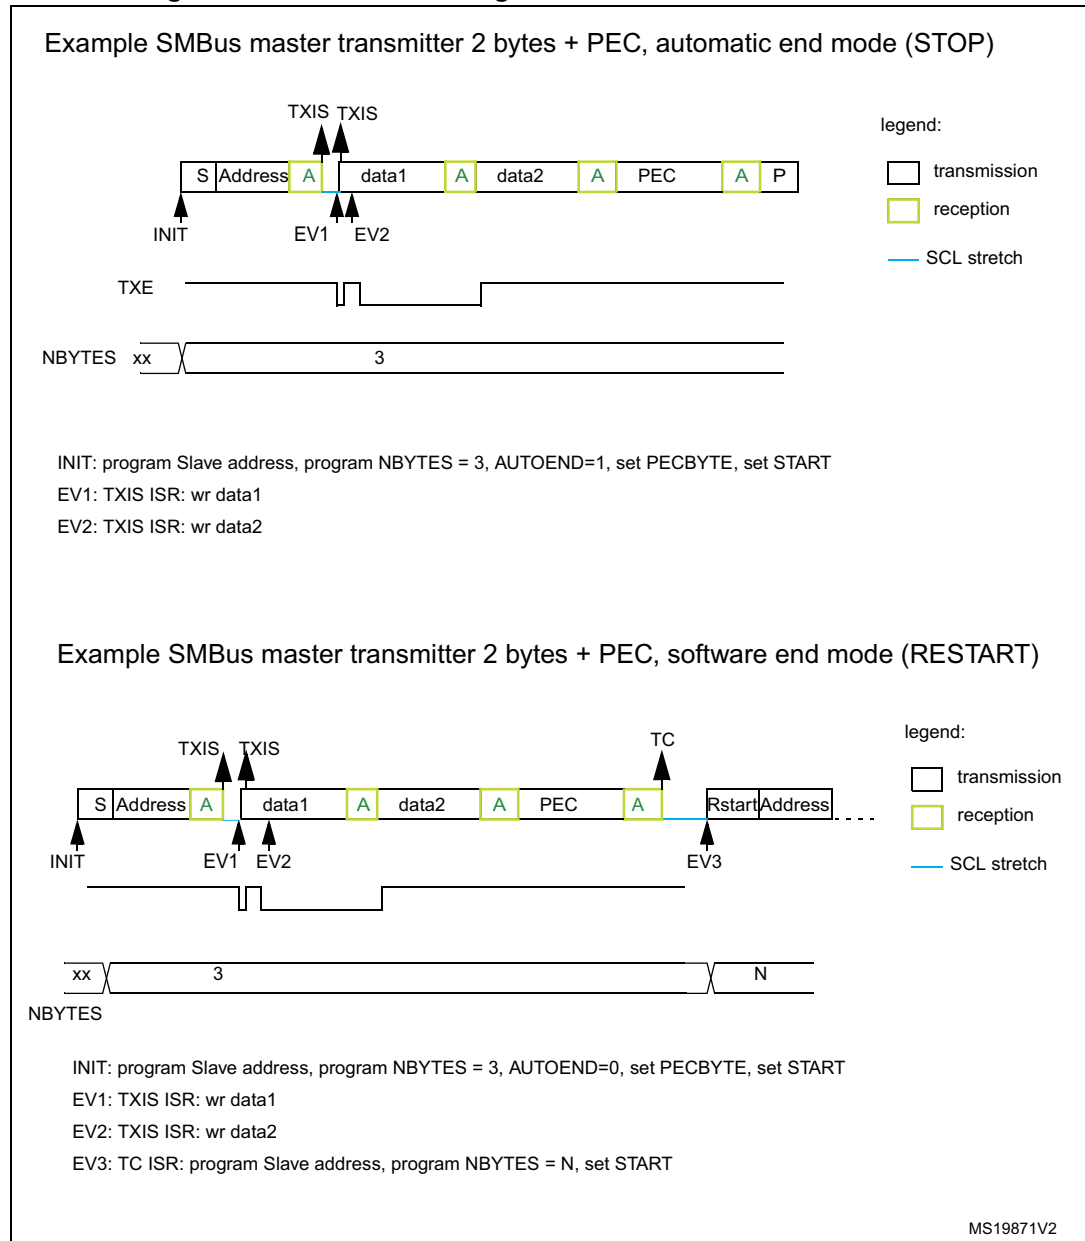 Example SMBus master transmitter 2 bytes + PEC, automatic end mode (STOP)
TXIS TXIS
legend:
S Address A data1 A data2 A PEC A P
transmission
reception
INIT EV1 EV2
SCL stretch
TXE
NBYTES xx 3
INIT: program Slave address, program NBYTES = 3, AUTOEND=1, set PECBYTE, set START
EV1: TXIS ISR: wr data1
EV2: TXIS ISR: wr data2
Example SMBus master transmitter 2 bytes + PEC, software end mode (RESTART)
TXIS TXIS TC
legend:
S Address A data1 A data2 A PEC A Rstart Address
transmission
reception
INIT EV1 EV2 EV3
SCL stretch
xx 3 N
NBYTES
INIT: program Slave address, program NBYTES = 3, AUTOEND=0, set PECBYTE, set START
EV1: TXIS ISR: wr data1
EV2: TXIS ISR: wr data2
EV3: TC ISR: program Slave address, program NBYTES = N, set START
MS19871V2